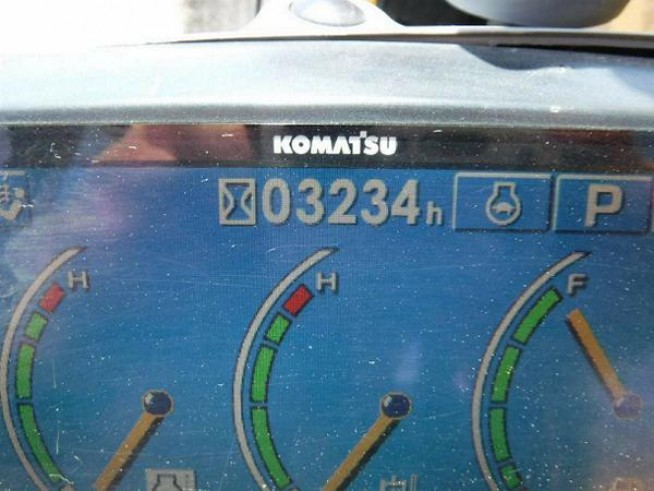 KOMATSU
03234h P
H H F